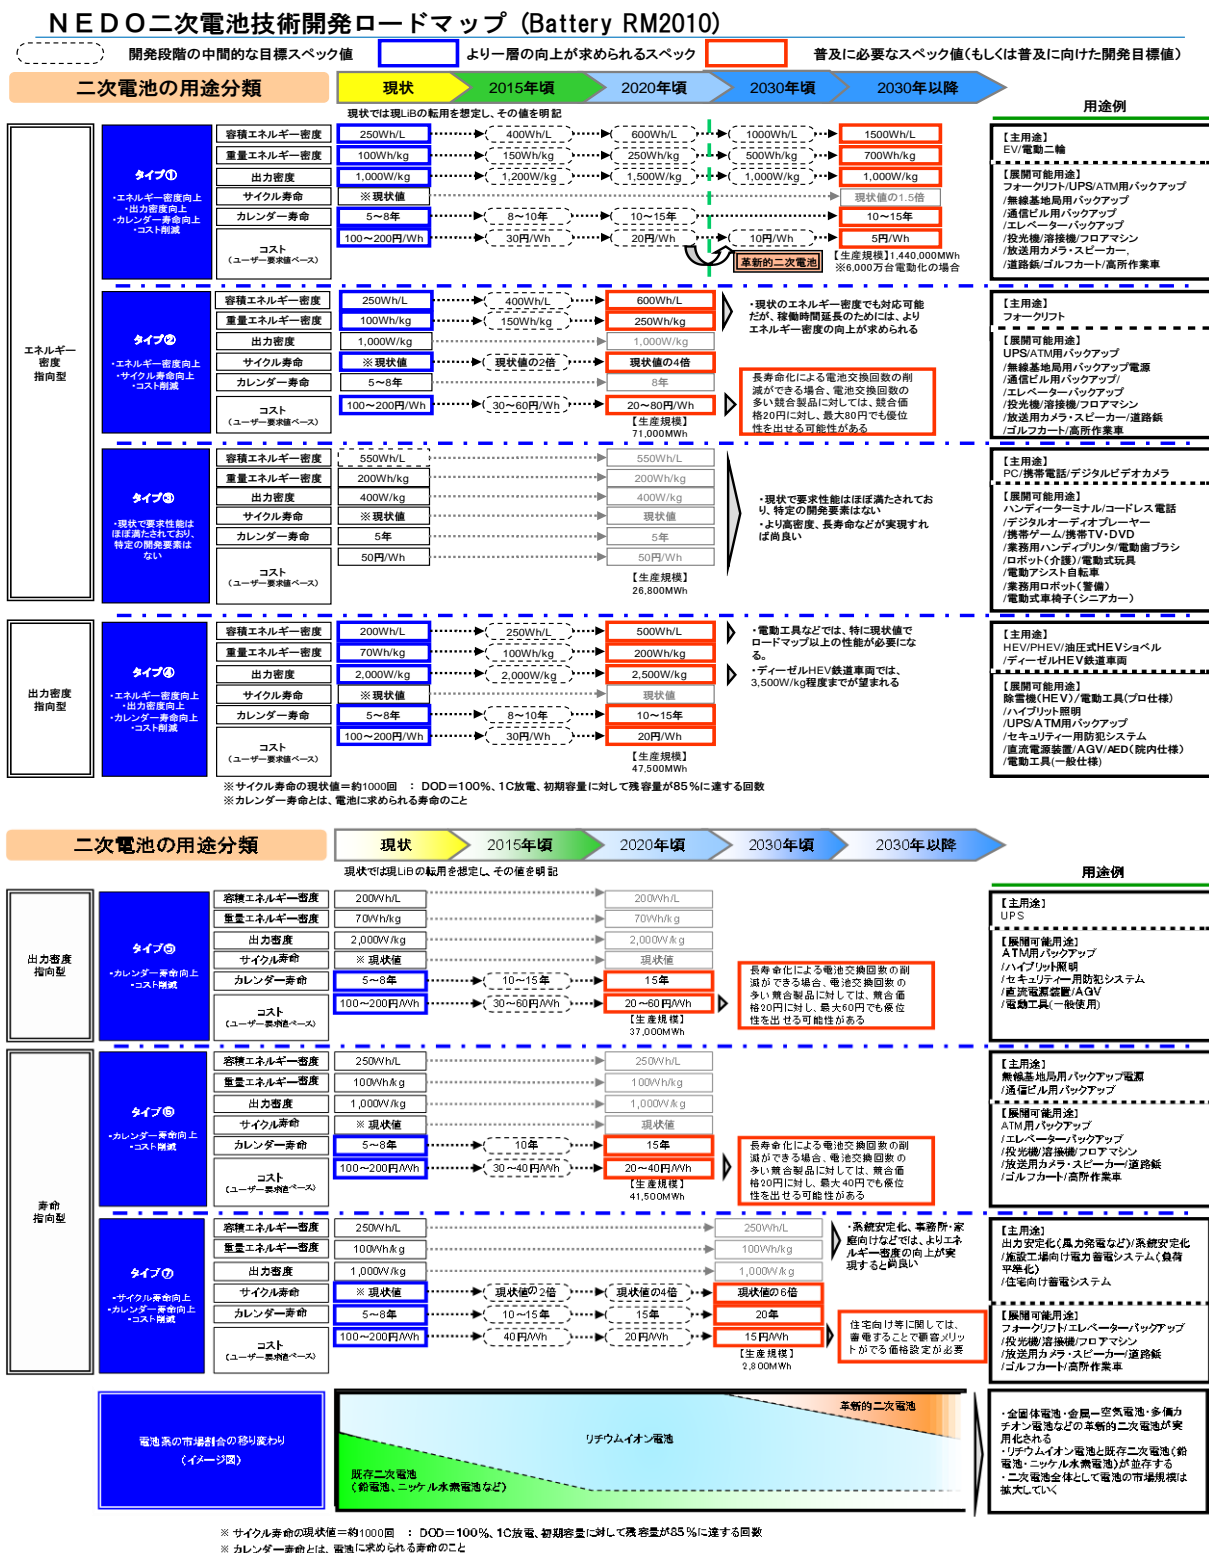 ＮＥＤＯ二次電池技術開発ロードマップ (Battery RM2010)
開発段階の中間的な目標スペック値
より一層の向上が求められるスペック
普及に必要なスペック値(もしくは普及に向けた開発目標値)
二次電池の用途分類
現状
2015年頃
2020年頃
2030年頃
2030年以降
用途例
現状では現LiBの転用を想定し、その値を明記
エネルギー
密度
指向型
タイプ①
・エネルギー密度向上
・出力密度向上
・カレンダー寿命向上
・コスト削減
容積エネルギー密度
250Wh/L
400Wh/L
600Wh/L
1000Wh/L
1500Wh/L
重量エネルギー密度
100Wh/kg
150Wh/kg
250Wh/kg
500Wh/kg
700Wh/kg
出力密度
1,000W/kg
1,200W/kg
1,500W/kg
1,000W/kg
1,000W/kg
サイクル寿命
※現状値
現状値の1.5倍
カレンダー寿命
5～8年
8～10年
10～15年
10～15年
コスト
(ユーザー要求値ベース)
100～200円/Wh
30円/Wh
20円/Wh
10円/Wh
5円/Wh
革新的二次電池
【生産規模】1,440,000MWh
※6,000万台電動化の場合
【主用途】
EV/電動二輪
【展開可能用途】
フォークリフト/UPS/ATM用バックアップ
/無線基地局用バックアップ
/通信ビル用バックアップ
/エレベーターバックアップ
/投光機/溶接機/フロアマシン
/放送用カメラ・スピーカー,
/道路鋲/ゴルフカート/高所作業車
タイプ②
・エネルギー密度向上
・サイクル寿命向上
・コスト削減
容積エネルギー密度
250Wh/L
400Wh/L
600Wh/L
重量エネルギー密度
100Wh/kg
150Wh/kg
250Wh/kg
出力密度
1,000W/kg
1,000W/kg
サイクル寿命
※現状値
現状値の2倍
現状値の4倍
カレンダー寿命
5～8年
8年
コスト
(ユーザー要求値ベース)
100～200円/Wh
30～60円/Wh
20～80円/Wh
【生産規模】
71,000MWh
・現状のエネルギー密度でも対応可能
だが、稼働時間延長のためには、より
エネルギー密度の向上が求められる
長寿命化による電池交換回数の削
減ができる場合、電池交換回数の
多い競合製品に対しては、競合価
格20円に対し、最大80円でも優位
性を出せる可能性がある
【主用途】
フォークリフト
【展開可能用途】
UPS/ATM用バックアップ
/無線基地局用バックアップ電源
/通信ビル用バックアップ/
/エレベーターバックアップ
/投光機/溶接機/フロアマシン
/放送用カメラ・スピーカー/道路鋲
/ゴルフカート/高所作業車
タイプ③
・現状で要求性能は
ほぼ満たされており、
特定の開発要素は
ない
容積エネルギー密度
550Wh/L
550Wh/L
重量エネルギー密度
200Wh/kg
200Wh/kg
出力密度
400W/kg
400W/kg
サイクル寿命
※現状値
現状値
カレンダー寿命
5年
5年
コスト
(ユーザー要求値ベース)
50円/Wh
50円/Wh
【生産規模】
26,800MWh
・現状で要求性能はほぼ満たされてお
り、特定の開発要素はない
・より高密度、長寿命などが実現すれ
ば尚良い
【主用途】
PC/携帯電話/デジタルビデオカメラ
【展開可能用途】
ハンディーターミナル/コードレス電話
/デジタルオーディオプレーヤー
/携帯ゲーム/携帯TV・DVD
/業務用ハンディプリンタ/電動歯ブラシ
/ロボット(介護)/電動式玩具
/電動アシスト自転車
/業務用ロボット(警備)
/電動式車椅子(シニアカー)
出力密度
指向型
タイプ④
・エネルギー密度向上
・出力密度向上
・カレンダー寿命向上
・コスト削減
容積エネルギー密度
200Wh/L
250Wh/L
500Wh/L
重量エネルギー密度
70Wh/kg
100Wh/kg
200Wh/kg
出力密度
2,000W/kg
2,000W/kg
2,500W/kg
サイクル寿命
※現状値
現状値
カレンダー寿命
5～8年
8～10年
10～15年
コスト
(ユーザー要求値ベース)
100～200円/Wh
30円/Wh
20円/Wh
【生産規模】
47,500MWh
・電動工具などでは、特に現状値で
ロードマップ以上の性能が必要にな
る。
・ディーゼルHEV鉄道車両では、
3,500W/kg程度までが望まれる
【主用途】
HEV/PHEV/油圧式HEVショベル
/ディーゼルHEV鉄道車両
【展開可能用途】
除雪機(HEV)/電動工具(プロ仕様)
/ハイブリット照明
/UPS/ATM用バックアップ
/セキュリティー用防犯システム
/直流電源装置/AGV/AED(院内仕様)
/電動工具(一般仕様)
※サイクル寿命の現状値＝約1000回　：　DOD＝100%、1C放電、初期容量に対して残容量が85%に達する回数
※カレンダー寿命とは、電池に求められる寿命のこと
二次電池の用途分類
現状
2015年頃
2020年頃
2030年頃
2030年以降
用途例
現状では現LiBの転用を想定し、その値を明記
出力密度
指向型
タイプ⑤
・カレンダー寿命向上
・コスト削減
容積エネルギー密度
200Wh/L
200Wh/L
重量エネルギー密度
70Wh/kg
70Wh/kg
出力密度
2,000W/kg
2,000W/kg
サイクル寿命
※ 現状値
現状値
カレンダー寿命
5～8年
10～15年
15年
コスト
(ユーザー要求値ベース)
100～200円/Wh
30～60円/Wh
20～60円/Wh
【生産規模】
37,000MWh
長寿命化による電池交換回数の削
減ができる場合、電池交換回数の
多い競合製品に対しては、競合価
格20円に対し、最大60円でも優位
性を出せる可能性がある
【主用途】
UPS
【展開可能用途】
ATM用バックアップ
/ハイブリット照明
/セキュリティー用防犯システム
/直流電源装置/AGV
/電動工具(一般使用)
寿命
指向型
タイプ⑥
・カレンダー寿命向上
・コスト削減
容積エネルギー密度
250Wh/L
250Wh/L
重量エネルギー密度
100Wh/kg
100Wh/kg
出力密度
1,000W/kg
1,000W/kg
サイクル寿命
※ 現状値
現状値
カレンダー寿命
5～8年
10年
15年
コスト
(ユーザー要求値ベース)
100～200円/Wh
30～40円/Wh
20～40円/Wh
【生産規模】
41,500MWh
長寿命化による電池交換回数の削
減ができる場合、電池交換回数の
多い競合製品に対しては、競合価
格20円に対し、最大40円でも優位
性を出せる可能性がある
【主用途】
無線基地局用バックアップ電源
/通信ビル用バックアップ
【展開可能用途】
ATM用バックアップ
/エレベーターバックアップ
/投光機/溶接機/フロアマシン
/放送用カメラ・スピーカー/道路鋲
/ゴルフカート/高所作業車
タイプ⑦
・サイクル寿命向上
・カレンダー寿命向上
・コスト削減
容積エネルギー密度
250Wh/L
250Wh/L
重量エネルギー密度
100Wh/kg
100Wh/kg
出力密度
1,000W/kg
1,000W/kg
サイクル寿命
※ 現状値
現状値の2倍
現状値の4倍
現状値の6倍
カレンダー寿命
5～8年
10～15年
15年
20年
コスト
(ユーザー要求値ベース)
100～200円/Wh
40円/Wh
20円/Wh
15円/Wh
【生産規模】
2,800MWh
・系統安定化、事務所・家
庭向けなどでは、よりエネ
ルギー密度の向上が実
現すると尚良い
住宅向け等に関しては、
蓄電することで顧客メリッ
トがでる価格設定が必要
【主用途】
出力安定化(風力発電など)/系統安定化
/施設工場向け電力蓄電システム(負荷
平準化)
/住宅向け蓄電システム
【展開可能用途】
フォークリフト/エレベーターバックアップ
/投光機/溶接機/フロアマシン
/放送用カメラ・スピーカー/道路鋲
/ゴルフカート/高所作業車
電池系の市場割合の移り変わり
(イメージ図)
革新的二次電池
リチウムイオン電池
既存二次電池
(鉛電池、ニッケル水素電池など)
・全固体電池・金属－空気電池・多価カ
チオン電池などの革新的二次電池が実
用化される
・リチウムイオン電池と既存二次電池(鉛
電池・ニッケル水素電池)が並存する
・二次電池全体として電池の市場規模は
拡大していく
※ サイクル寿命の現状値＝約1000回　：　DOD＝100%、1C放電、初期容量に対して残容量が85%に達する回数
※ カレンダー寿命とは、電池に求められる寿命のこと